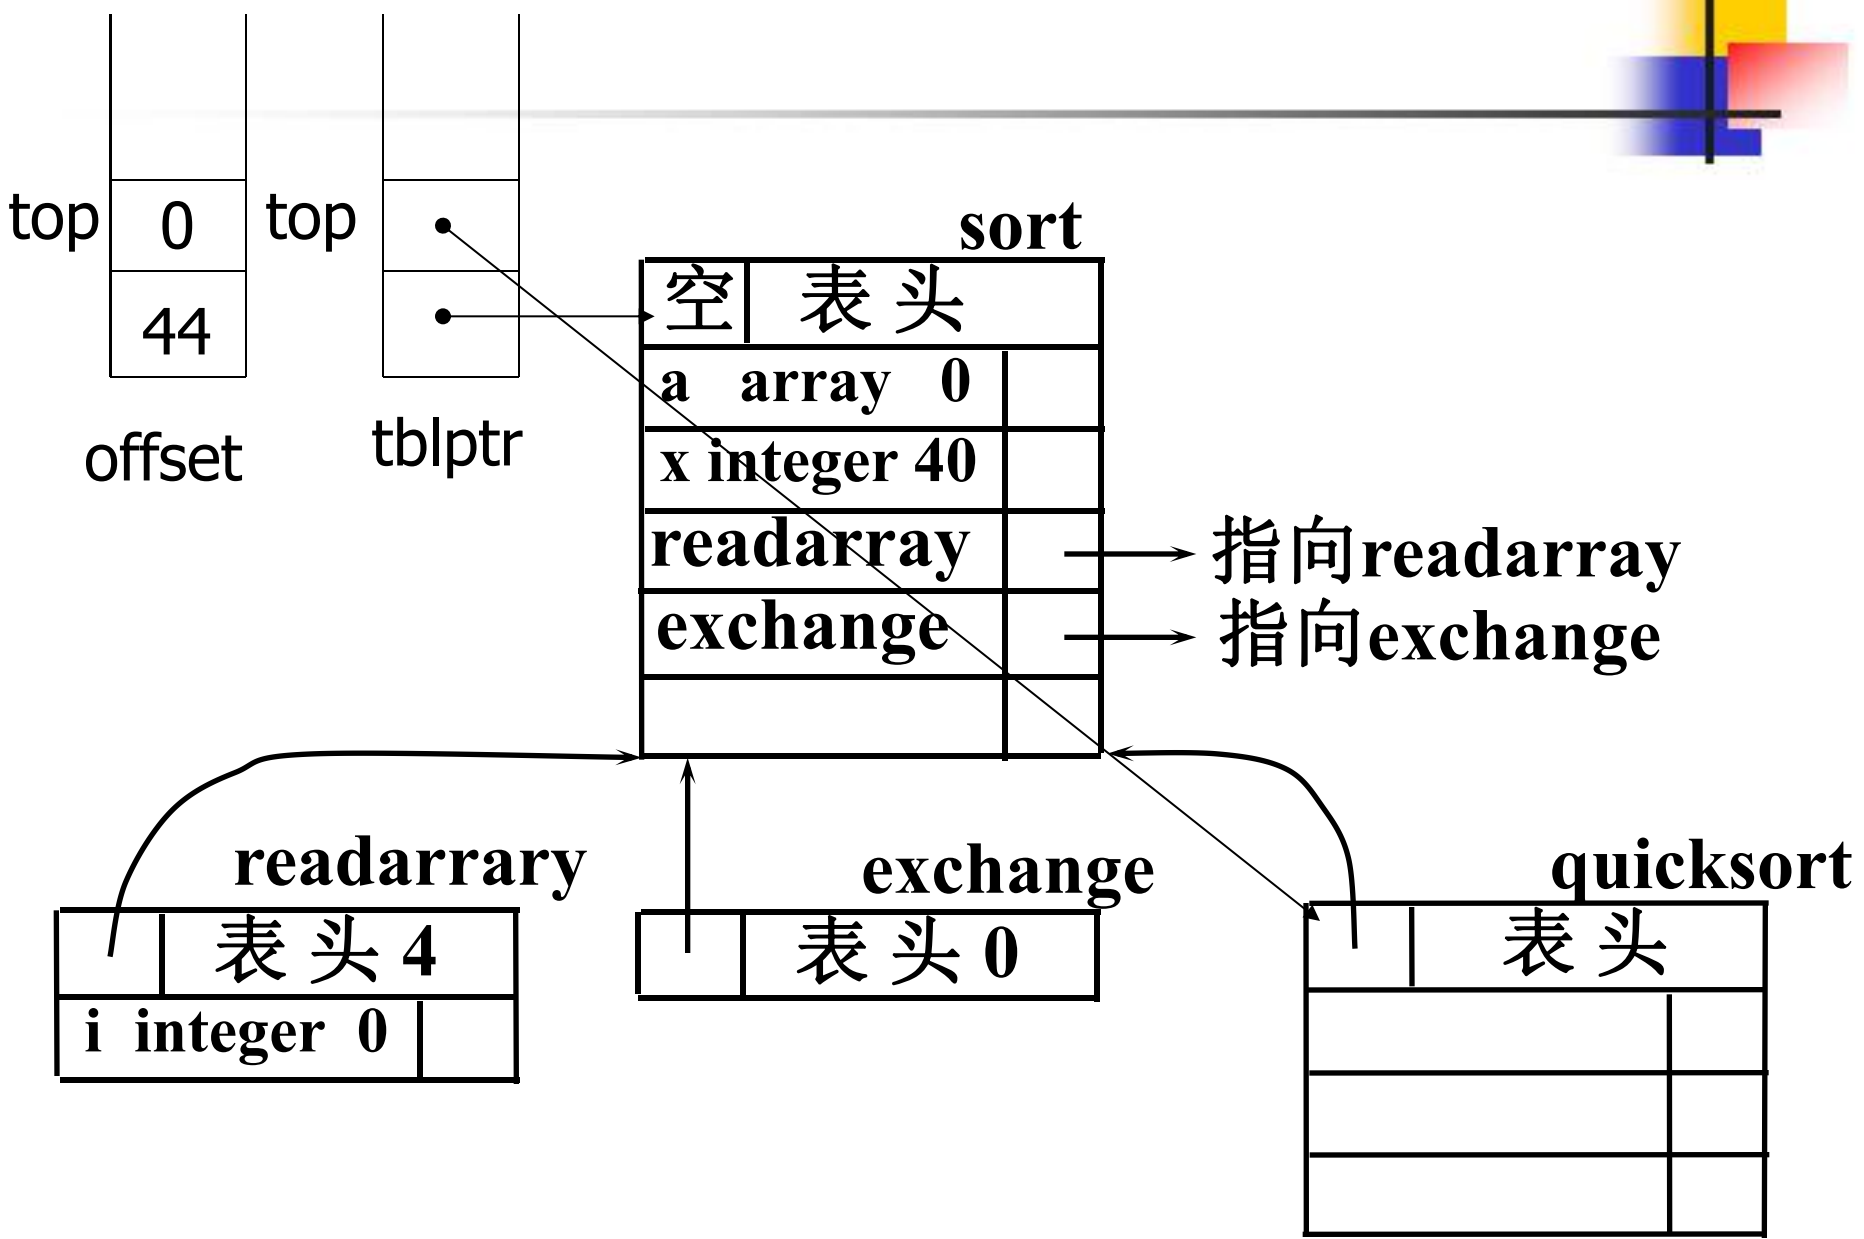 top 0 top
44
offset
tblptr
sort
空 表 头
a array 0
x integer 40
readarray
exchange
指向readarray
指向exchange
readarrary
表 头 4
i integer 0
exchange
表 头 0
quicksort
表 头